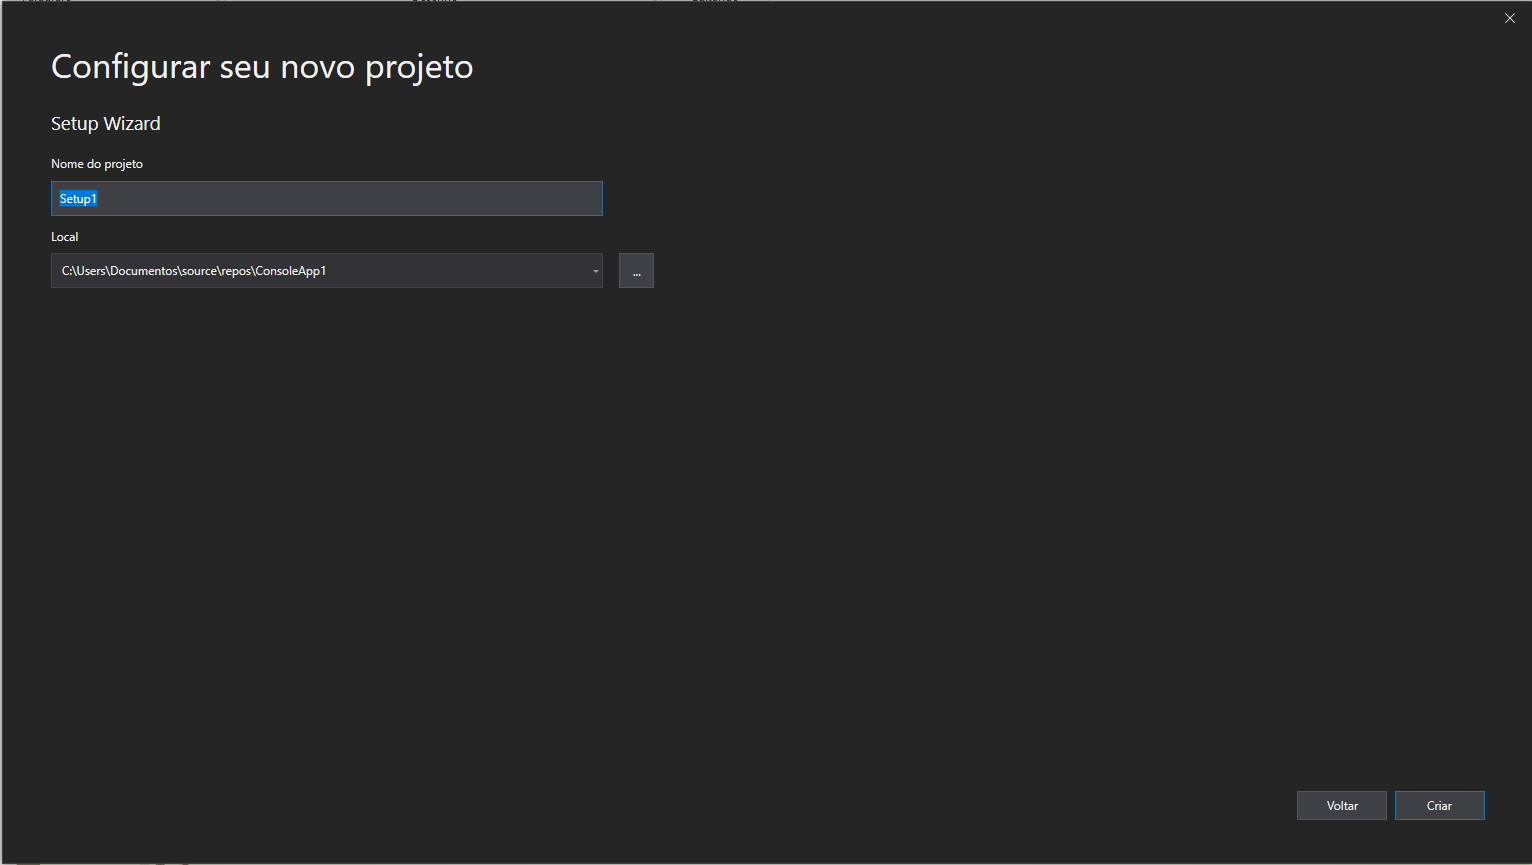 Configurar seu novo projeto
Setup Wizard
Nome do projeto
Setup1
Local
C:\Users\Documentos\source\repos\ConsoleApp1
...
Voltar
Criar